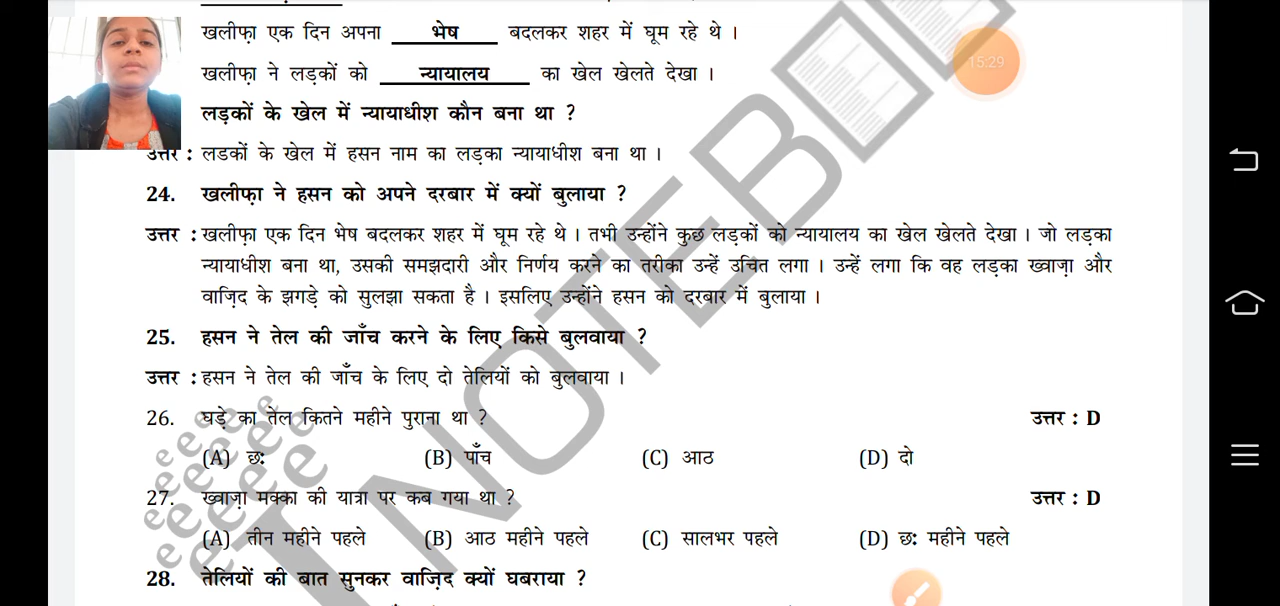 खलीफ़ा एक दिन अपना भेष बदलकर शहर में घूम रहे थे ।
15:29
खलीफ़ा ने लड़कों को न्यायालय का खेल खेलते देखा ।
लड़कों के खेल में न्यायाधीश कौन बना था ?
उत्तर : लडकों के खेल में हसन नाम का लड़का न्यायाधीश बना था ।
24. खलीफ़ा ने हसन को अपने दरबार में क्यों बुलाया ?
उत्तर : खलीफ़ा एक दिन भेष बदलकर शहर में घूम रहे थे । तभी उन्होंने कुछ लड़कों को न्यायालय का खेल खेलते देखा । जो लड़का
न्यायाधीश बना था, उसकी समझदारी और निर्णय करने का तरीका उन्हें उचित लगा । उन्हें लगा कि वह लड़का ख्वाज़ा और
वाज़िद के झगड़े को सुलझा सकता है । इसलिए उन्होंने हसन को दरबार में बुलाया ।
25. हसन ने तेल की जाँच करने के लिए किसे बुलवाया ?
उत्तर : हसन ने तेल की जाँच के लिए दो तेलियों को बुलवाया ।
26. घड़े का तेल कितने महीने पुराना था ? उत्तर : D
(A) छः (B) पाँच (C) आठ (D) दो
27. ख्वाज़ा मक्का की यात्रा पर कब गया था ? उत्तर : D
(A) तीन महीने पहले (B) आठ महीने पहले (C) सालभर पहले (D) छः महीने पहले
28. तेलियों की बात सुनकर वाज़िद क्यों घबराया ?
NOTEB